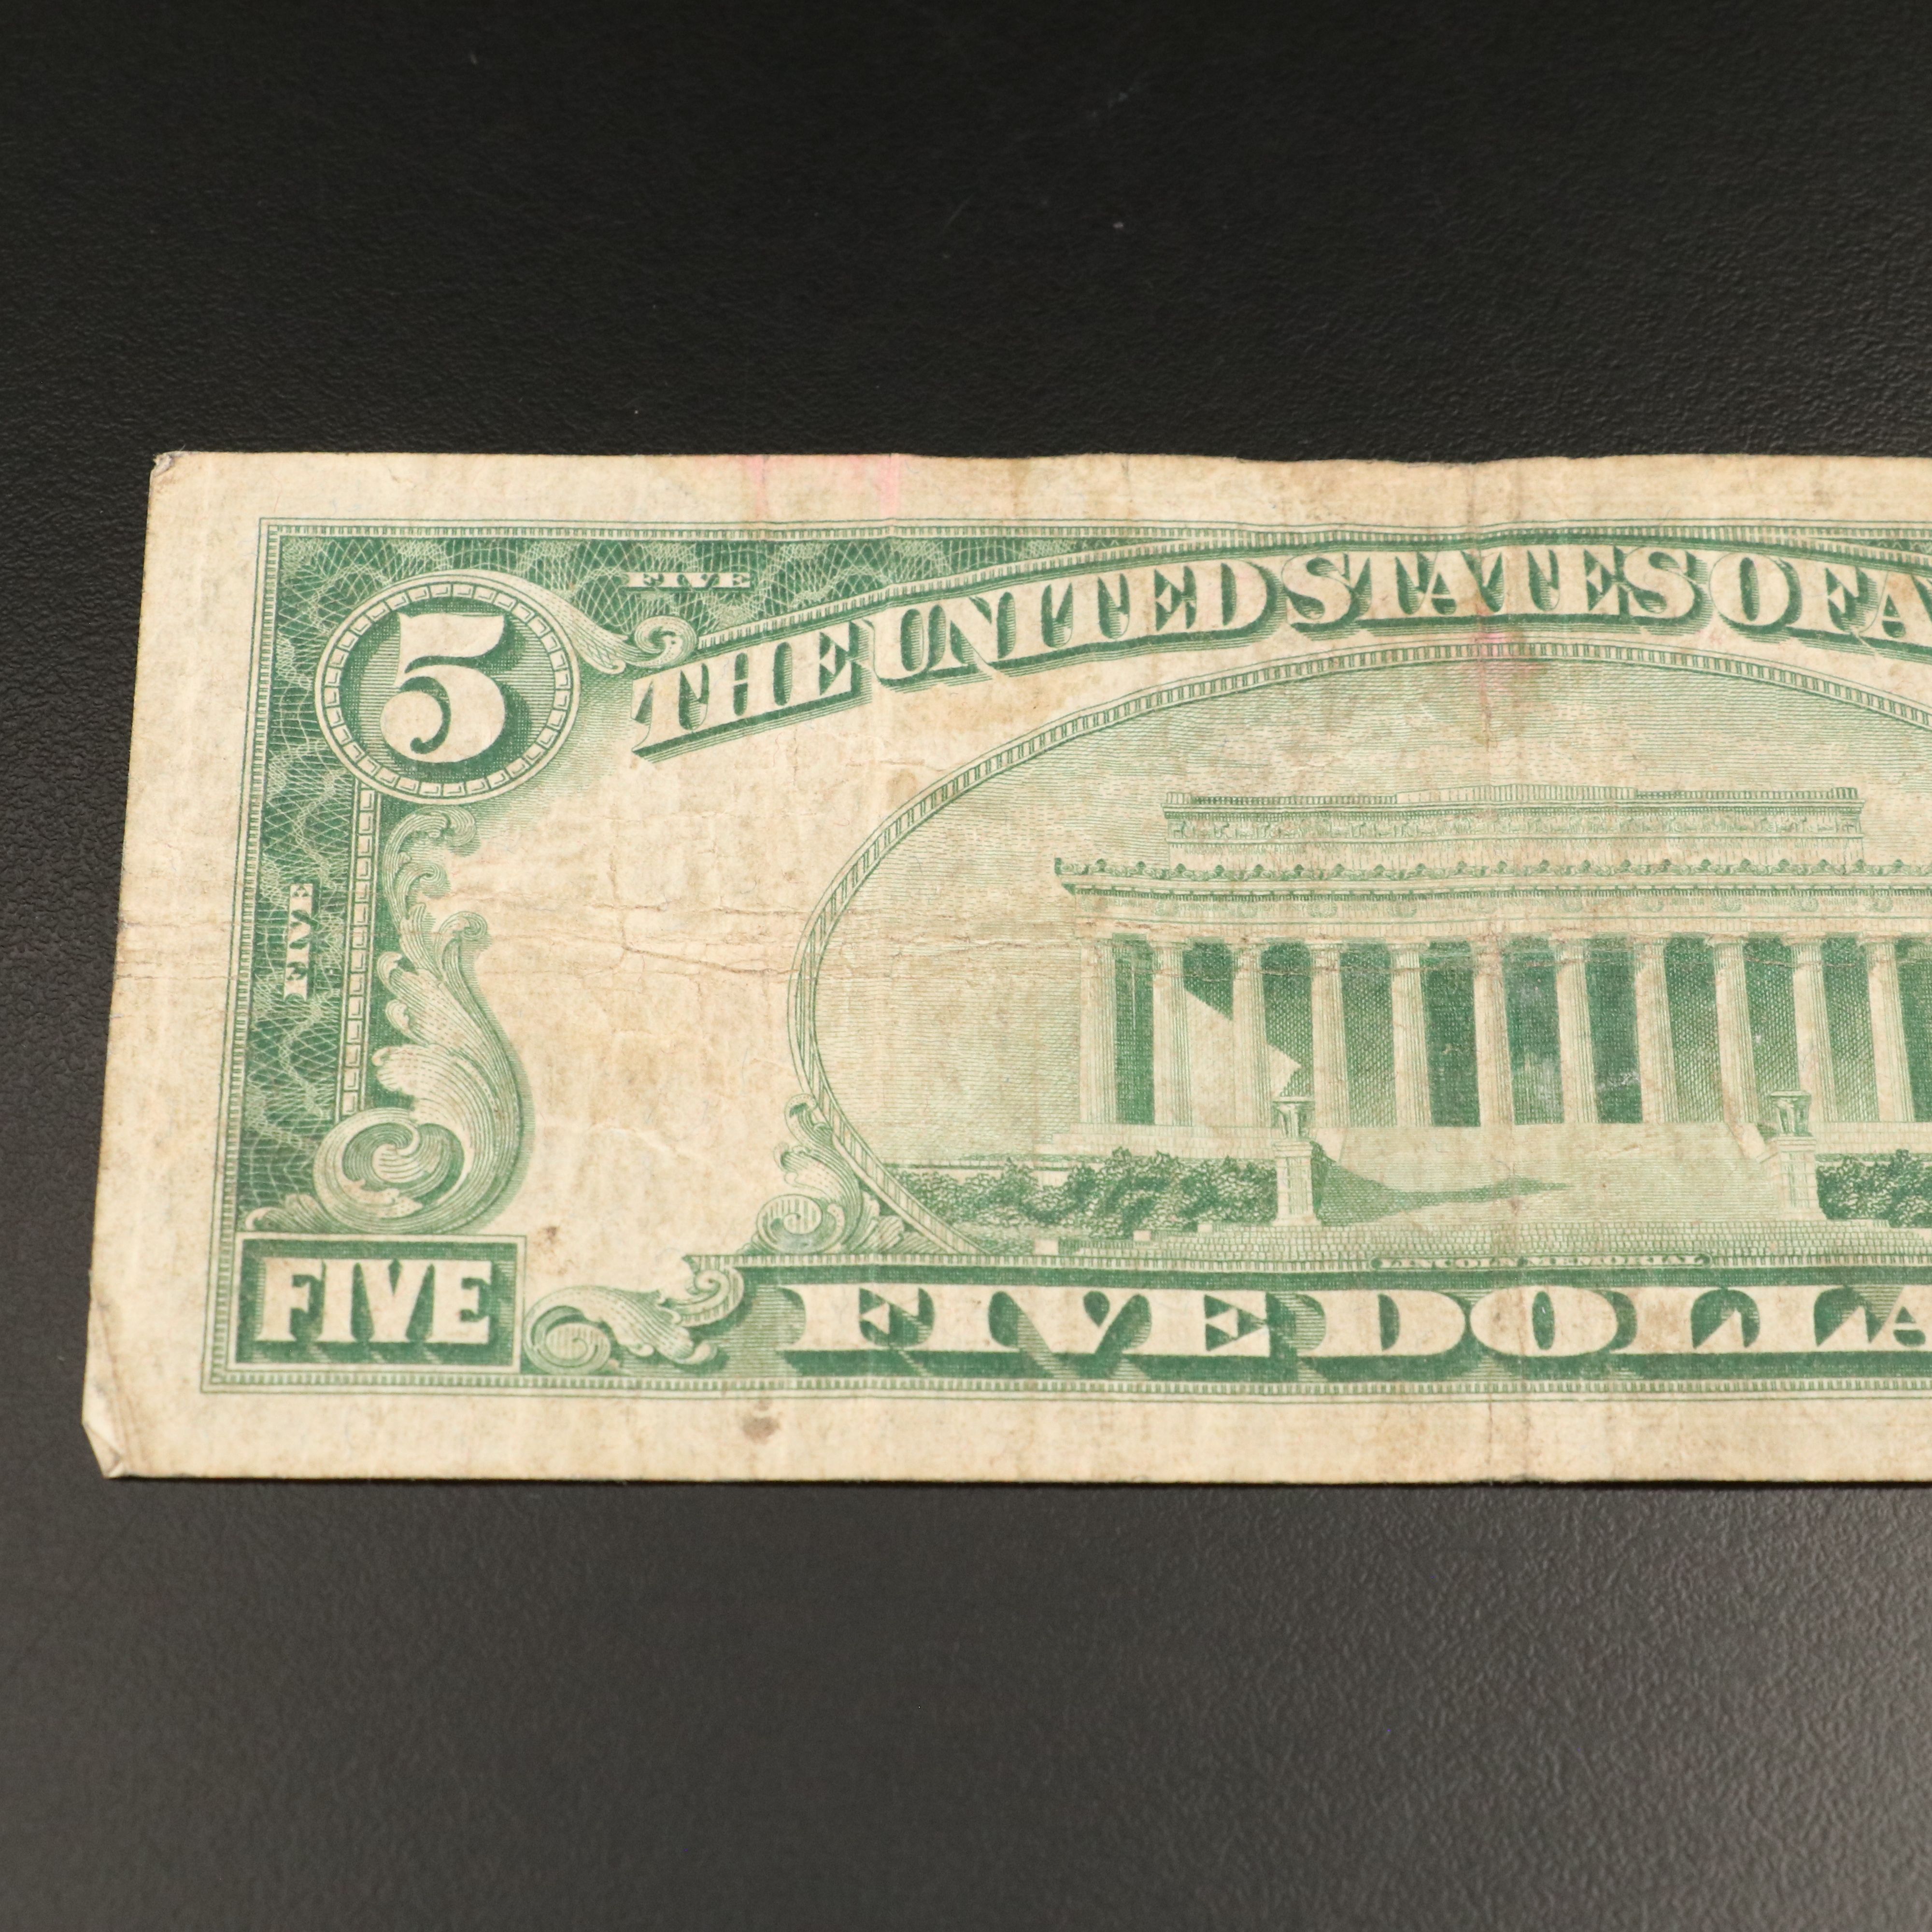 FIVE
5
THE UNITED STATES OF A
FIVE
LINCOLN MEMORIAL
FIVE
FIVE DOLLA